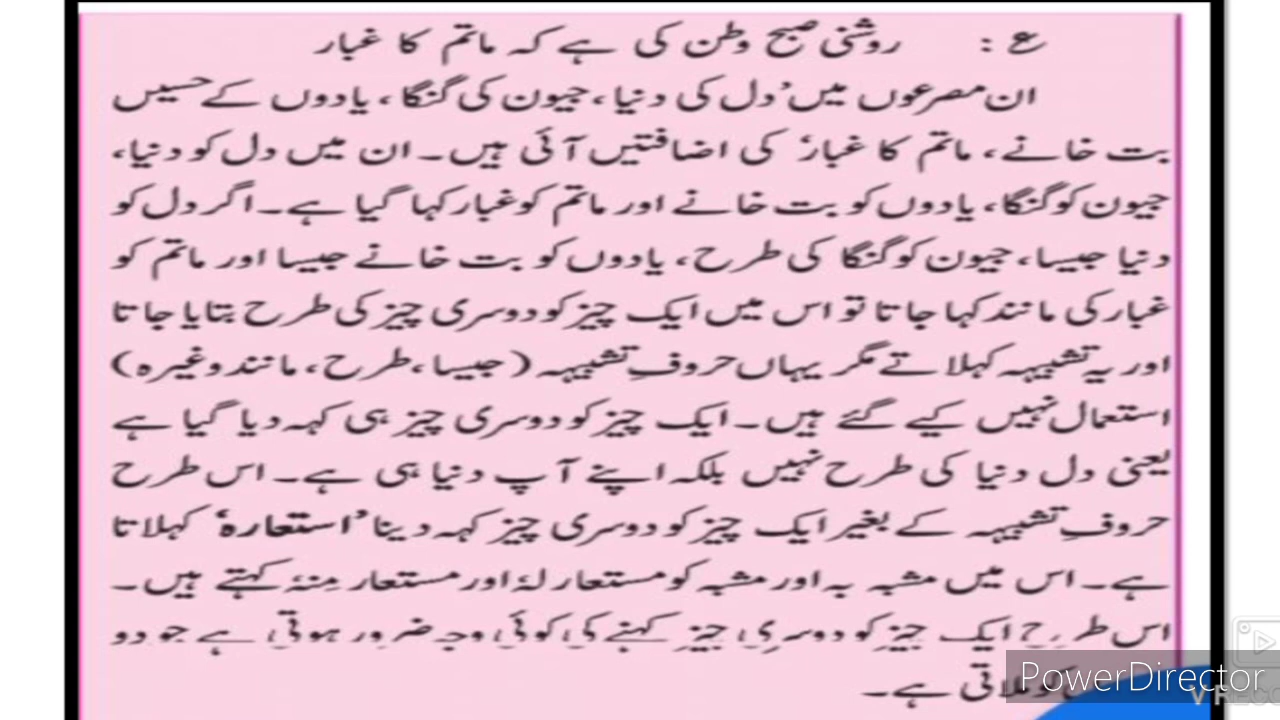 ع : روشنی صبح وطن کی ہے کہ ماتم کا غبار
ان مصرعوں میں ’دل کی دنیا، جیون کی گنگا، یادوں کے حسیں
بت خانے، ماتم کا غبار‘ کی اضافتیں آئی ہیں۔ ان میں دل کو دنیا،
جیون کو گنگا، یادوں کو بت خانے اور ماتم کو غبار کہا گیا ہے۔ اگر دل کو
دنیا جیسا، جیون کو گنگا کی طرح، یادوں کو بت خانے جیسا اور ماتم کو
غبار کی مانند کہا جاتا تو اس میں ایک چیز کو دوسری چیز کی طرح بتایا جاتا
اور یہ تشبیہہ کہلاتے مگر یہاں حروفِ تشبیہہ (جیسا، طرح، مانند وغیرہ)
استعمال نہیں کیے گئے ہیں۔ ایک چیز کو دوسری چیز ہی کہہ دیا گیا ہے
یعنی دل دنیا کی طرح نہیں بلکہ اپنے آپ دنیا ہی ہے۔ اس طرح
حروفِ تشبیہہ کے بغیر ایک چیز کو دوسری چیز کہہ دینا ’استعارہ‘ کہلاتا
ہے۔ اس میں مشبہ بہ اور مشبہ کو مستعار لہٗ اور مستعار مِنہٗ کہتے ہیں۔
اس طرح ایک چیز کو دوسری چیز کہنے کی کوئی وجہ ضرور ہوتی ہے جو دو
ملاتی ہے۔
PowerDirector